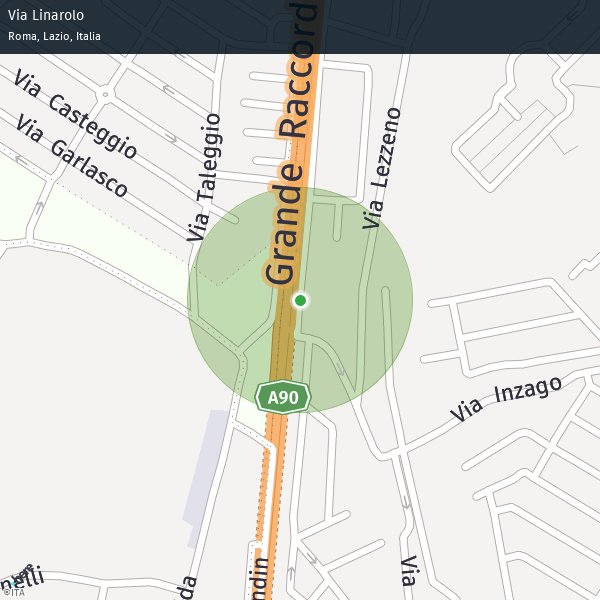 Via Linarolo
Roma, Lazio, Italia
Via Casteggio
Via Garlasco
Via Taleggio
Grande Raccord
Via Lezzeno
A90
Via Inzago
Via
nelli
da
ndin
©ITA